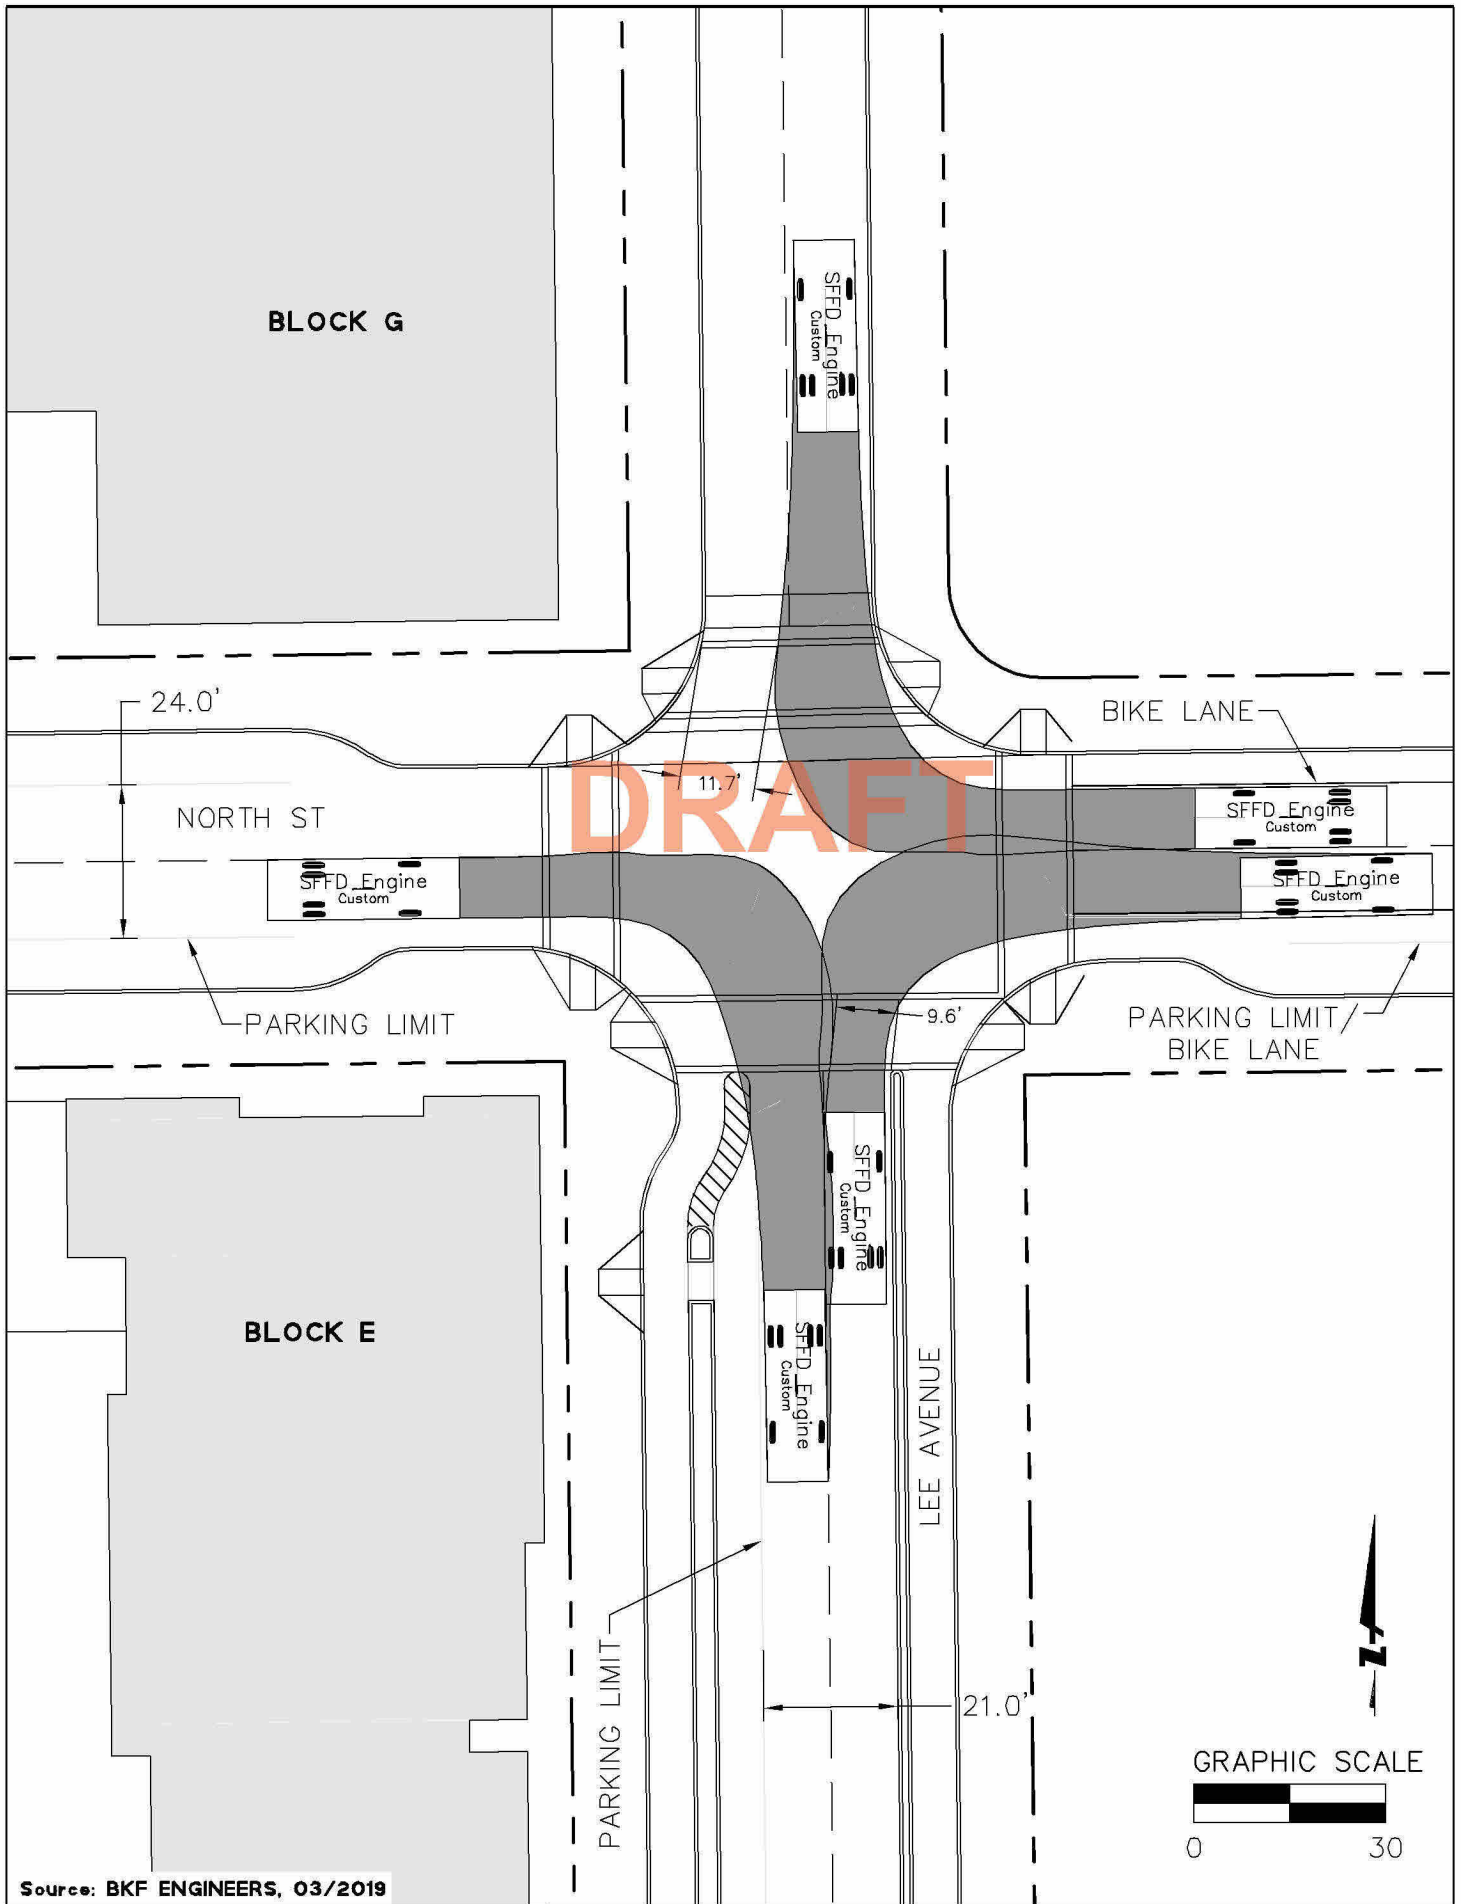 BLOCK G
SFFD_Engine
Custom
24.0'
BIKE LANE
11.7'
DRAFT
NORTH ST
SFFD_Engine
Custom
SFFD_Engine
Custom
SFFD_Engine
Custom
PARKING LIMIT
9.6'
PARKING LIMIT/
BIKE LANE
SFFD_Engine
Custom
BLOCK E
SFFD_Engine
Custom
LEE AVENUE
PARKING LIMIT
21.0'
Z
GRAPHIC SCALE
0 30
Source: BKF ENGINEERS, 03/2019